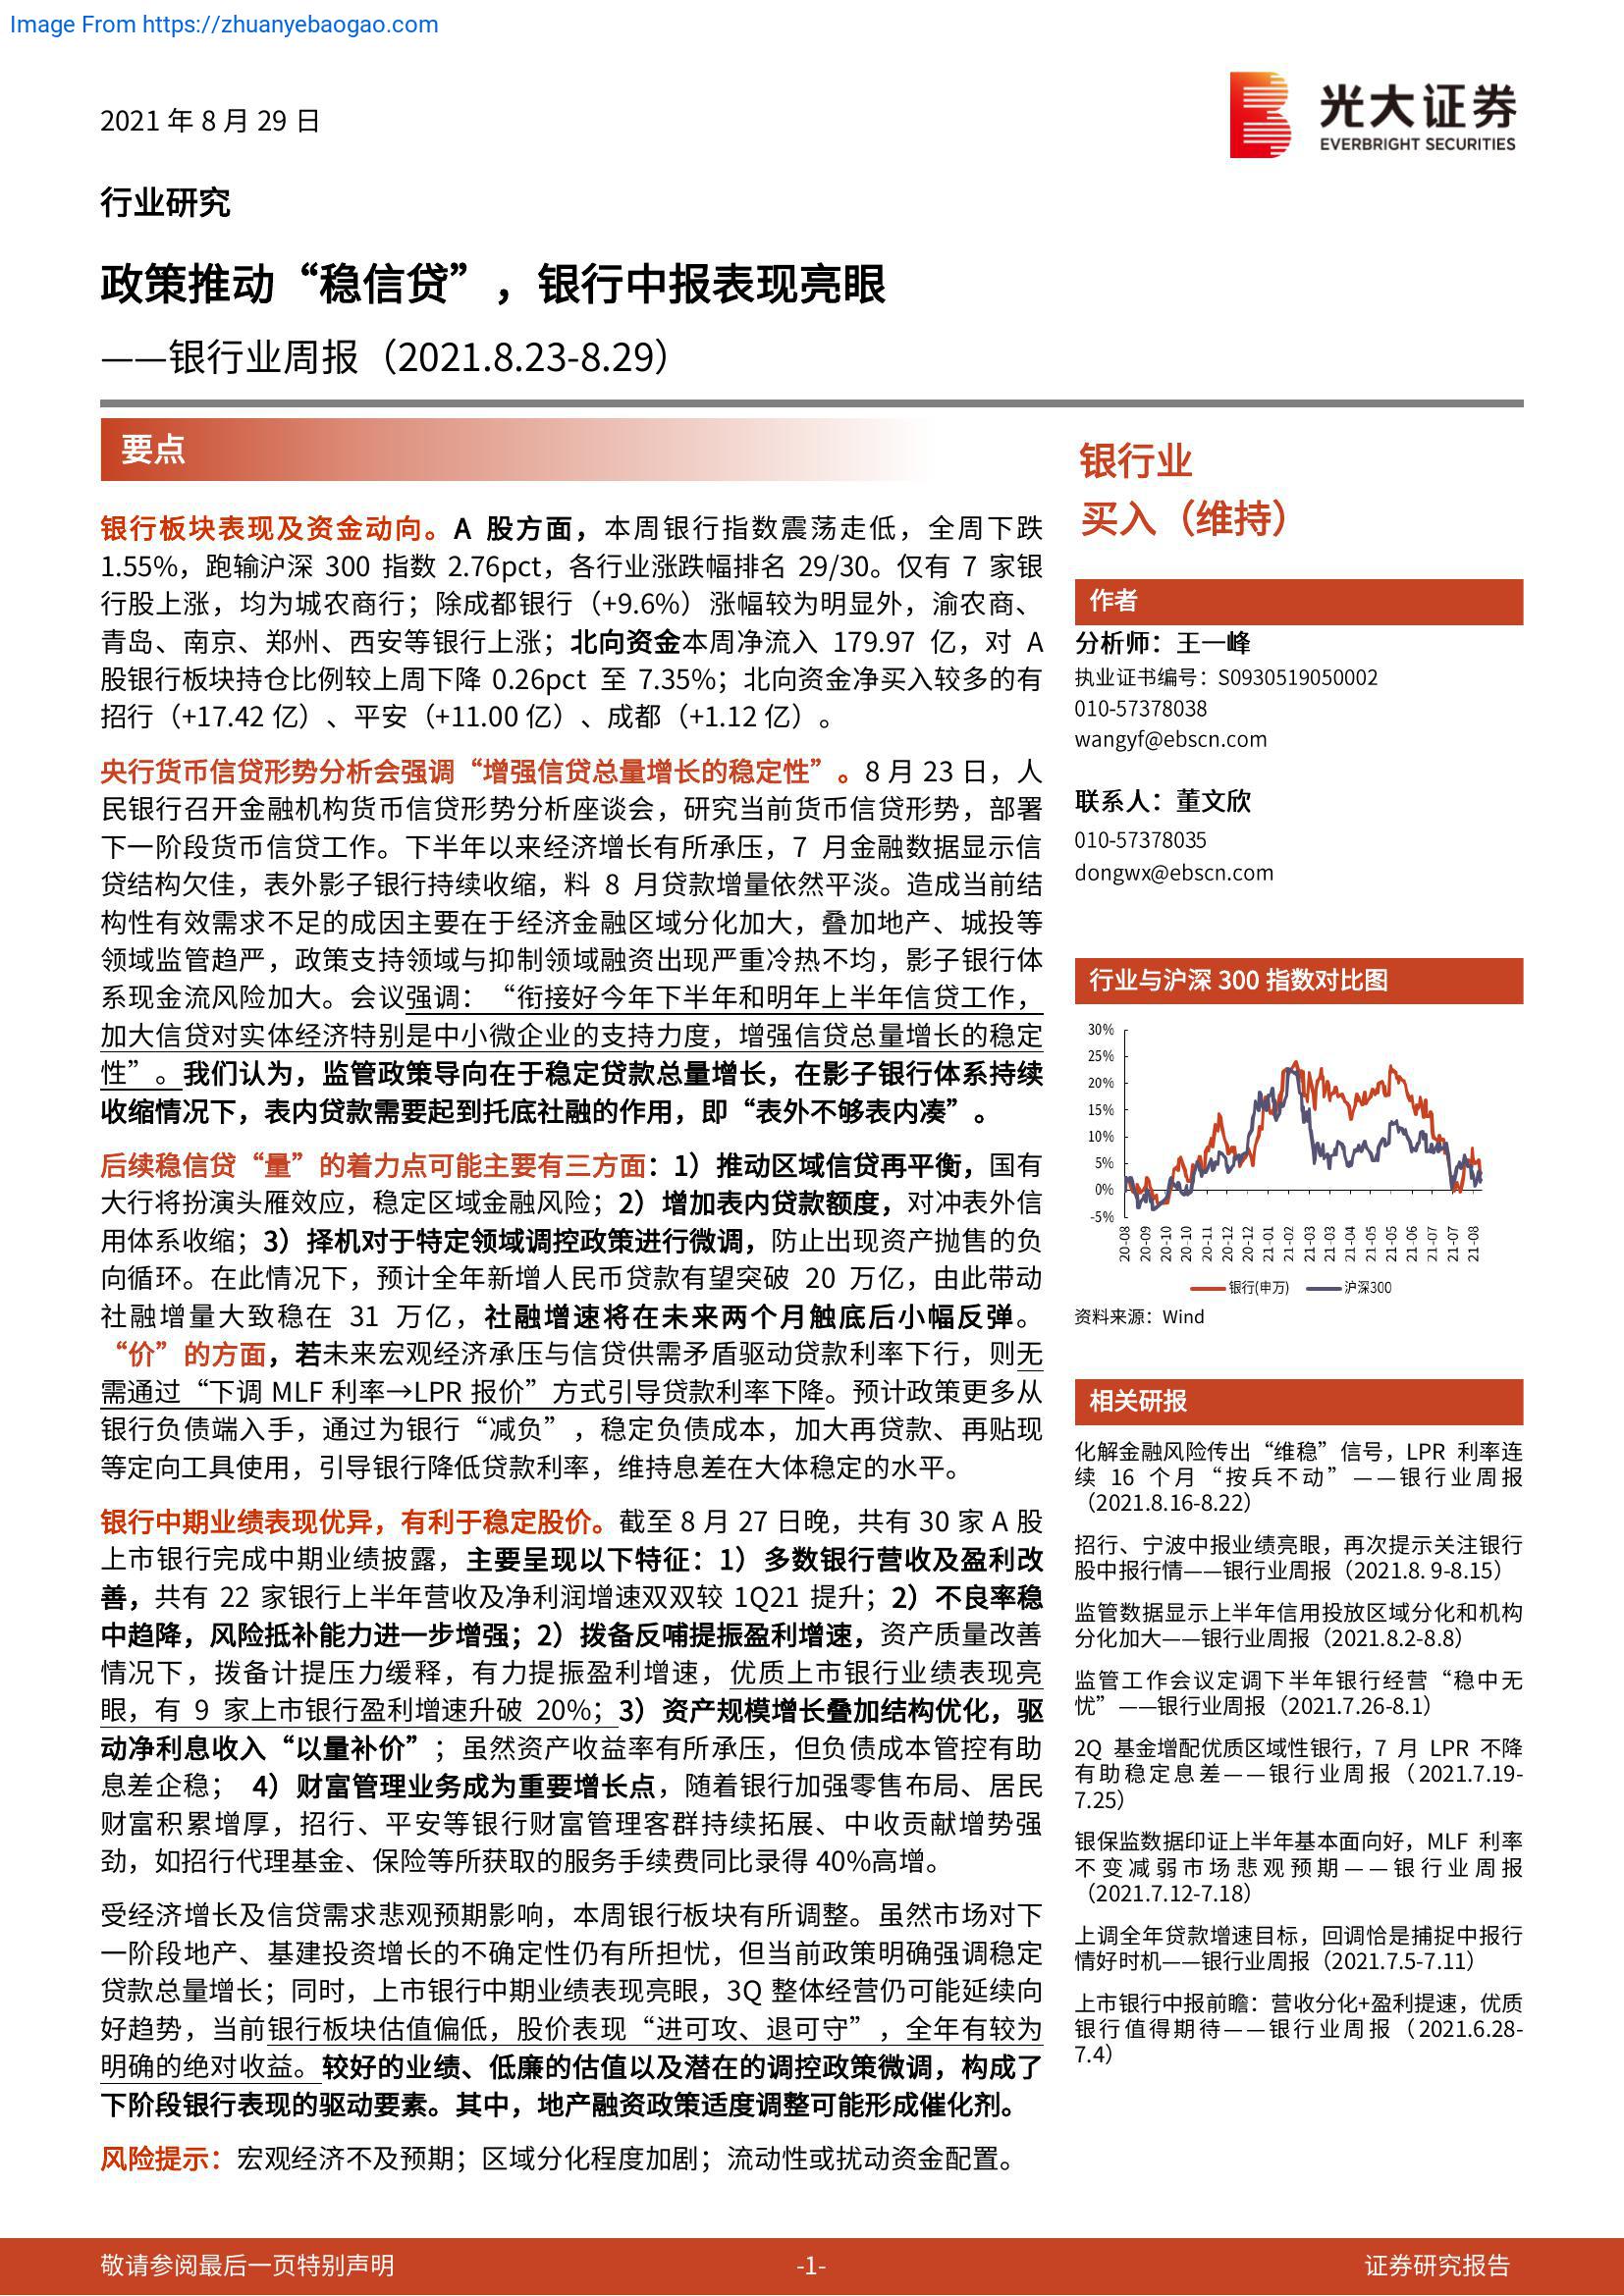 Image From https://zhuanyebaogao.com
2021 年 8 月 29 日
光大证券
EVERBRIGHT SECURITIES
行业研究
政策推动“稳信贷”，银行中报表现亮眼
——银行业周报（2021.8.23-8.29）
要点
银行板块表现及资金动向。A 股方面，本周银行指数震荡走低，全周下跌
1.55%，跑输沪深 300 指数 2.76pct，各行业涨跌幅排名 29/30。仅有 7 家银
行股上涨，均为城农商行；除成都银行（+9.6%）涨幅较为明显外，渝农商、
青岛、南京、郑州、西安等银行上涨；北向资金本周净流入 179.97 亿，对 A
股银行板块持仓比例较上周下降 0.26pct 至 7.35%；北向资金净买入较多的有
招行（+17.42 亿）、平安（+11.00 亿）、成都（+1.12 亿）。
央行货币信贷形势分析会强调“增强信贷总量增长的稳定性”。8 月 23 日，人
民银行召开金融机构货币信贷形势分析座谈会，研究当前货币信贷形势，部署
下一阶段货币信贷工作。下半年以来经济增长有所承压，7 月金融数据显示信
贷结构欠佳，表外影子银行持续收缩，料 8 月贷款增量依然平淡。造成当前结
构性有效需求不足的成因主要在于经济金融区域分化加大，叠加地产、城投等
领域监管趋严，政策支持领域与抑制领域融资出现严重冷热不均，影子银行体
系现金流风险加大。会议强调：“衔接好今年下半年和明年上半年信贷工作，
加大信贷对实体经济特别是中小微企业的支持力度，增强信贷总量增长的稳定
性”。我们认为，监管政策导向在于稳定贷款总量增长，在影子银行体系持续
收缩情况下，表内贷款需要起到托底社融的作用，即“表外不够表内凑”。
后续稳信贷“量”的着力点可能主要有三方面：1）推动区域信贷再平衡，国有
大行将扮演头雁效应，稳定区域金融风险；2）增加表内贷款额度，对冲表外信
用体系收缩；3）择机对于特定领域调控政策进行微调，防止出现资产抛售的负
向循环。在此情况下，预计全年新增人民币贷款有望突破 20 万亿，由此带动
社融增量大致稳在 31 万亿，社融增速将在未来两个月触底后小幅反弹。
“价”的方面，若未来宏观经济承压与信贷供需矛盾驱动贷款利率下行，则无
需通过“下调 MLF 利率→LPR 报价”方式引导贷款利率下降。预计政策更多从
银行负债端入手，通过为银行“减负”，稳定负债成本，加大再贷款、再贴现
等定向工具使用，引导银行降低贷款利率，维持息差在大体稳定的水平。
银行中期业绩表现优异，有利于稳定股价。截至 8 月 27 日晚，共有 30 家 A 股
上市银行完成中期业绩披露，主要呈现以下特征：1）多数银行营收及盈利改
善，共有 22 家银行上半年营收及净利润增速双双较 1Q21 提升；2）不良率稳
中趋降，风险抵补能力进一步增强；2）拨备反哺提振盈利增速，资产质量改善
情况下，拨备计提压力缓释，有力提振盈利增速，优质上市银行业绩表现亮
眼，有 9 家上市银行盈利增速升破 20%；3）资产规模增长叠加结构优化，驱
动净利息收入“以量补价”；虽然资产收益率有所承压，但负债成本管控有助
息差企稳； 4）财富管理业务成为重要增长点，随着银行加强零售布局、居民
财富积累增厚，招行、平安等银行财富管理客群持续拓展、中收贡献增势强
劲，如招行代理基金、保险等所获取的服务手续费同比录得 40%高增。
受经济增长及信贷需求悲观预期影响，本周银行板块有所调整。虽然市场对下
一阶段地产、基建投资增长的不确定性仍有所担忧，但当前政策明确强调稳定
贷款总量增长；同时，上市银行中期业绩表现亮眼，3Q 整体经营仍可能延续向
好趋势，当前银行板块估值偏低，股价表现“进可攻、退可守”，全年有较为
明确的绝对收益。较好的业绩、低廉的估值以及潜在的调控政策微调，构成了
下阶段银行表现的驱动要素。其中，地产融资政策适度调整可能形成催化剂。
风险提示：宏观经济不及预期；区域分化程度加剧；流动性或扰动资金配置。
银行业
买入（维持）
作者
分析师：王一峰
执业证书编号：S0930519050002
010-57378038
wangyf@ebscn.com
联系人：董文欣
010-57378035
dongwx@ebscn.com
行业与沪深 300 指数对比图
30%
25%
20%
15%
10%
5%
0%
-5%
20-08 20-09 20-10 20-10 20-11 20-12 20-12 21-01 21-02 21-03 21-03 21-04 21-05 21-05 21-06 21-07 21-07 21-08
银行(申万) 沪深300
资料来源：Wind
相关研报
化解金融风险传出“维稳”信号，LPR 利率连
续 16 个月“按兵不动”——银行业周报
（2021.8.16-8.22）
招行、宁波中报业绩亮眼，再次提示关注银行
股中报行情——银行业周报（2021.8. 9-8.15）
监管数据显示上半年信用投放区域分化和机构
分化加大——银行业周报（2021.8.2-8.8）
监管工作会议定调下半年银行经营“稳中无
忧”——银行业周报（2021.7.26-8.1）
2Q 基金增配优质区域性银行，7 月 LPR 不降
有助稳定息差——银行业周报（2021.7.19-
7.25）
银保监数据印证上半年基本面向好，MLF 利率
不变减弱市场悲观预期——银行业周报
（2021.7.12-7.18）
上调全年贷款增速目标，回调恰是捕捉中报行
情好时机——银行业周报（2021.7.5-7.11）
上市银行中报前瞻：营收分化+盈利提速，优质
银行值得期待——银行业周报（2021.6.28-
7.4）
敬请参阅最后一页特别声明
-1-
证券研究报告